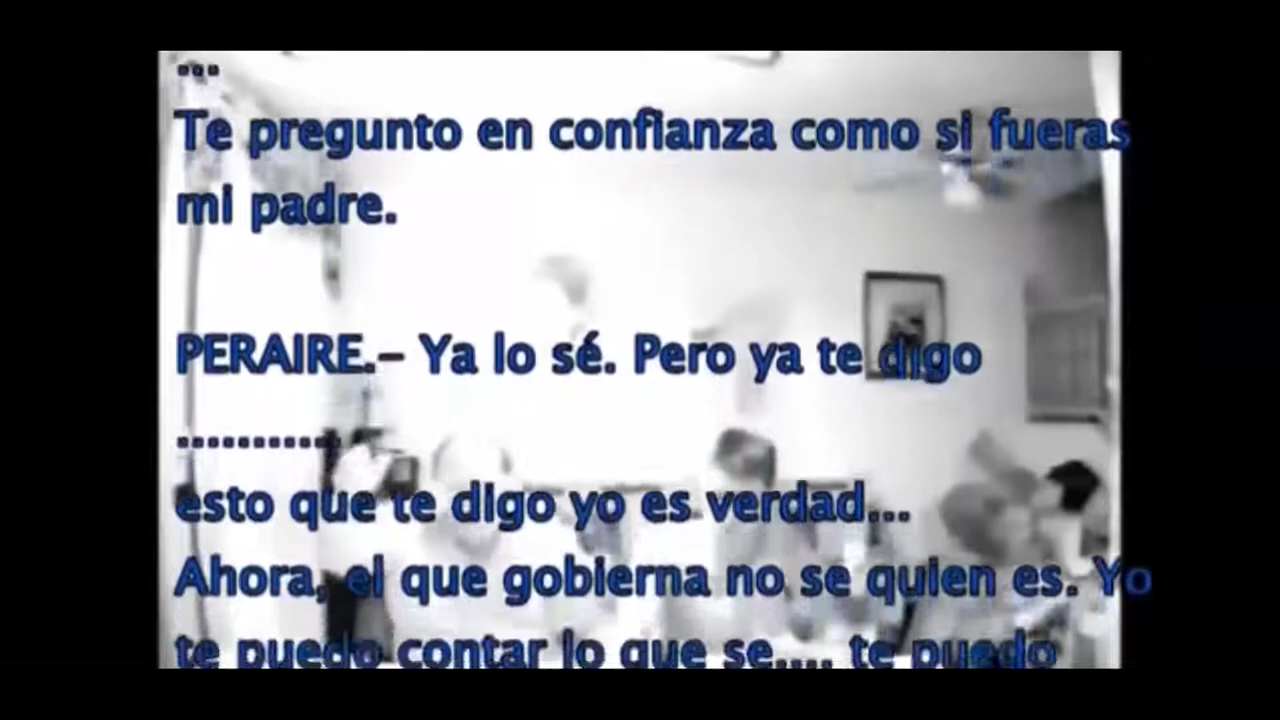 ...
Te pregunto en confianza como si fueras
mi padre.
PERAIRE.– Ya lo sé. Pero ya te digo
...........
esto que te digo yo es verdad...
Ahora, el que gobierna no se quien es. Yo
te puedo contar lo que se.... te puedo